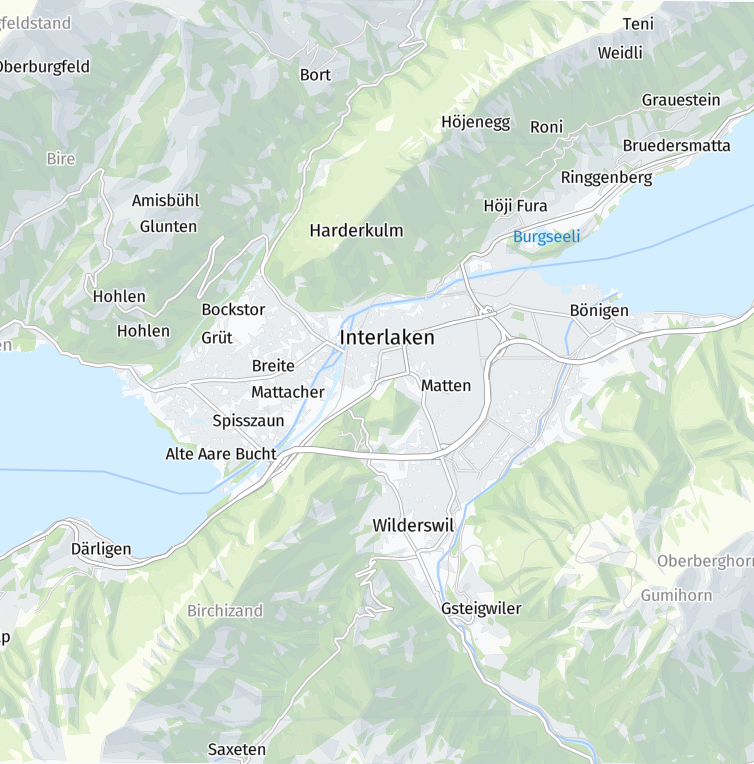 feldstand
Teni
Weidli
Oberburgfeld
Bort
Grauestein
Höjenegg
Roni
Bruedersmatta
Bire
Ringgenberg
Amisbühl
Höji Fura
Glunten
Harderkulm
Burgseeli
Hohlen
Bockstor
Bönigen
Hohlen
Grüt
Interlaken
Breite
Matten
Mattacher
Spisszaun
Alte Aare Bucht
Wilderswil
Därligen
Oberberghorn
Gumihorn
Birchizand
Gsteigwiler
Saxeten